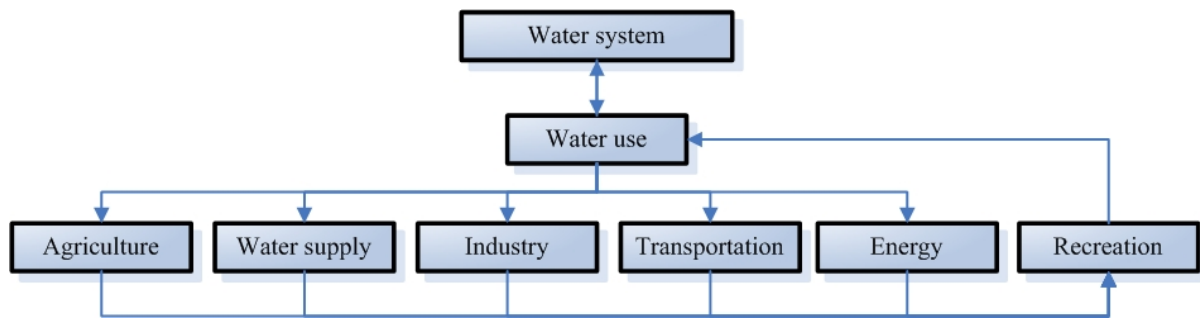 Water system
Water use
Agriculture
Water supply
Industry
Transportation
Energy
Recreation